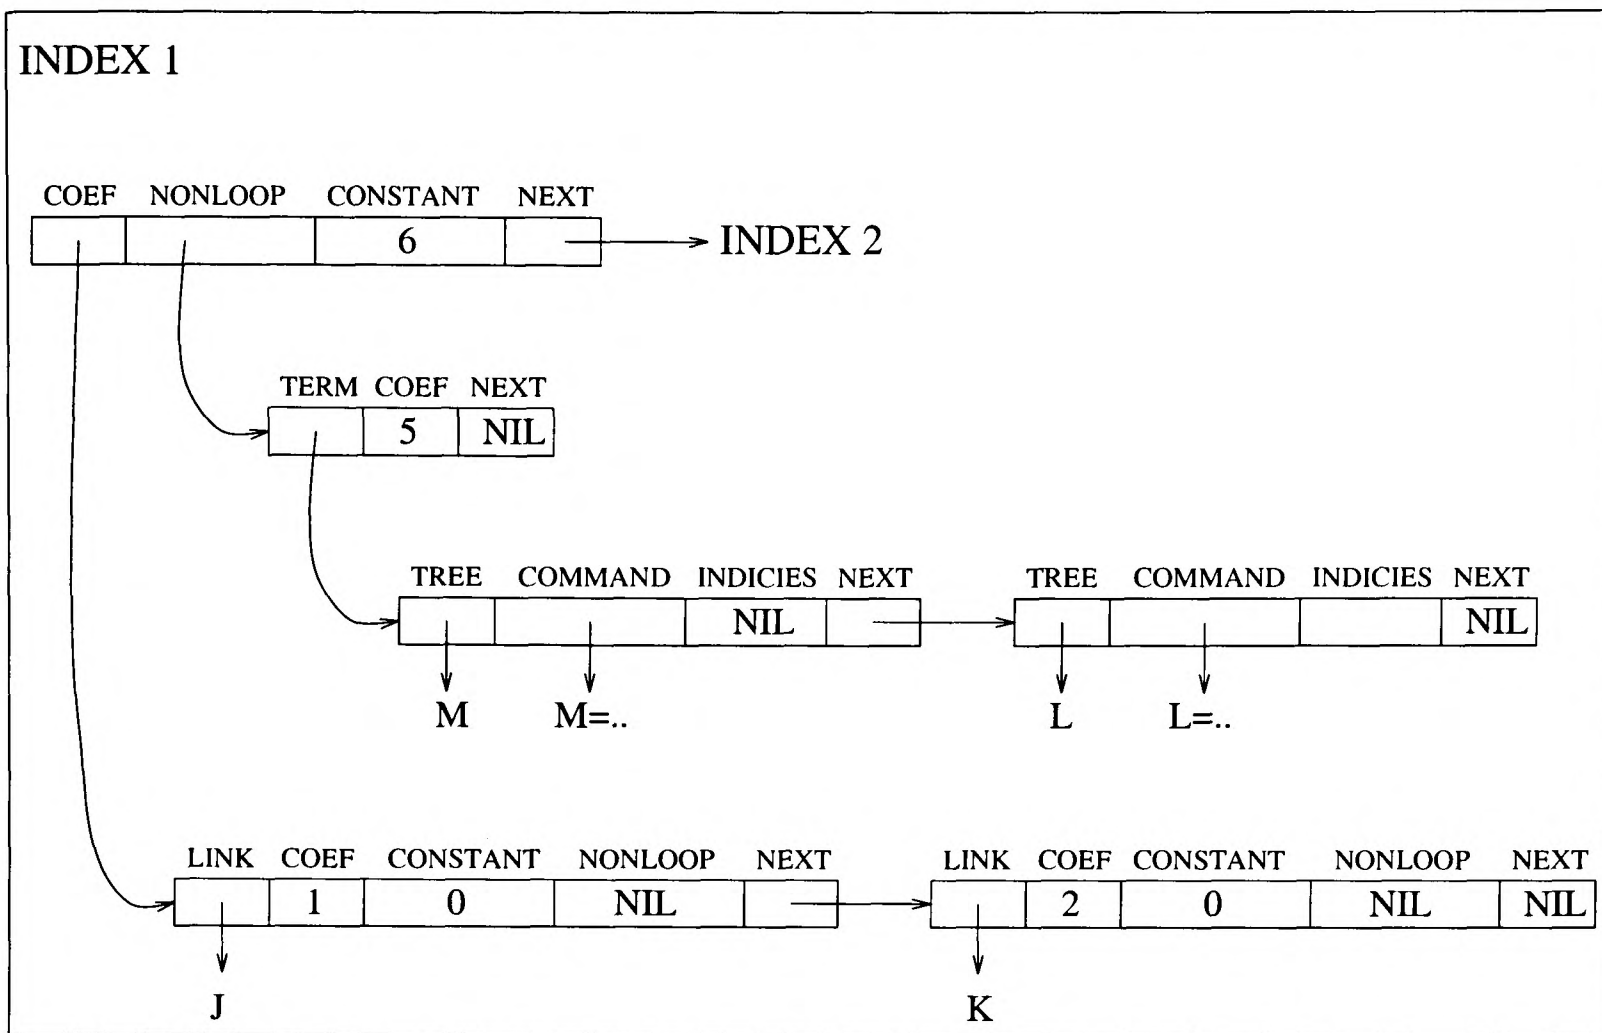 INDEX 1
COEF NONLOOP CONSTANT NEXT
6 INDEX 2
TERM COEF NEXT
5 NIL
TREE COMMAND INDICIES NEXT TREE COMMAND INDICIES NEXT
NIL NIL
M M=.. L L=..
LINK COEF CONSTANT NONLOOP NEXT LINK COEF CONSTANT NONLOOP NEXT
1 0 NIL 2 0 NIL NIL
J K